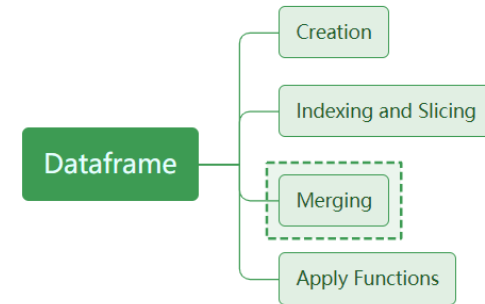 Creation
Indexing and Slicing
Dataframe
Merging
Apply Functions